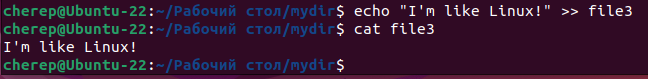 cherep@Ubuntu-22:~/Рабочий стол/mydir$ echo "I'm like Linux!" >> file3
cherep@Ubuntu-22:~/Рабочий стол/mydir$ cat file3
I'm like Linux!
cherep@Ubuntu-22:~/Рабочий стол/mydir$